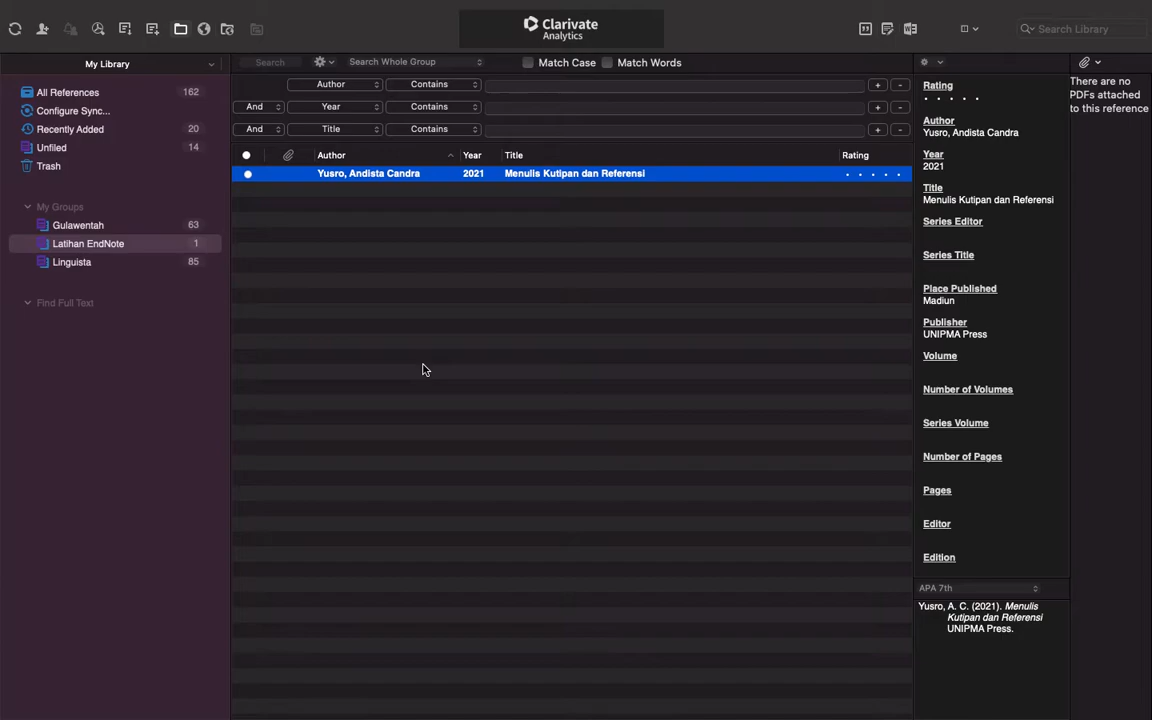 Clarivate
Analytics
Search Library
My Library
All References 162
Configure Sync...
Recently Added 20
Unfiled 14
Trash
My Groups
Gulawentah 63
Latihan EndNote 1
Linguista 85
Find Full Text
Search Search Whole Group Match Case Match Words
Author Contains + -
And Year Contains + -
And Title Contains + -
Author Year Title Rating
Yusro, Andista Candra 2021 Menulis Kutipan dan Referensi
Rating
Author
Yusro, Andista Candra
Year
2021
Title
Menulis Kutipan dan Referensi
Series Editor
Series Title
Place Published
Madiun
Publisher
UNIPMA Press
Volume
Number of Volumes
Series Volume
Number of Pages
Pages
Editor
Edition
APA 7th
Yusro, A. C. (2021). Menulis
Kutipan dan Referensi
UNIPMA Press.
There are no
PDFs attached
to this reference